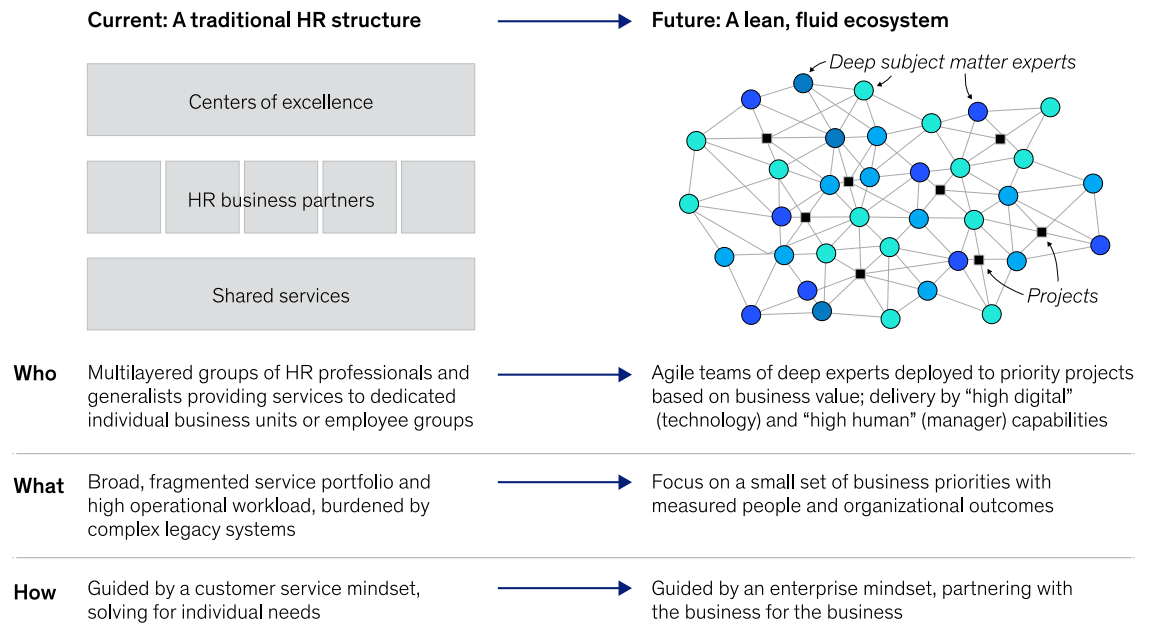 Current: A traditional HR structure
Future: A lean, fluid ecosystem
Centers of excellence
HR business partners
Shared services
Deep subject matter experts
Projects
Who
Multilayered groups of HR professionals and
generalists providing services to dedicated
individual business units or employee groups
Agile teams of deep experts deployed to priority projects
based on business value; delivery by “high digital”
(technology) and “high human” (manager) capabilities
What
Broad, fragmented service portfolio and
high operational workload, burdened by
complex legacy systems
Focus on a small set of business priorities with
measured people and organizational outcomes
How
Guided by a customer service mindset,
solving for individual needs
Guided by an enterprise mindset, partnering with
the business for the business